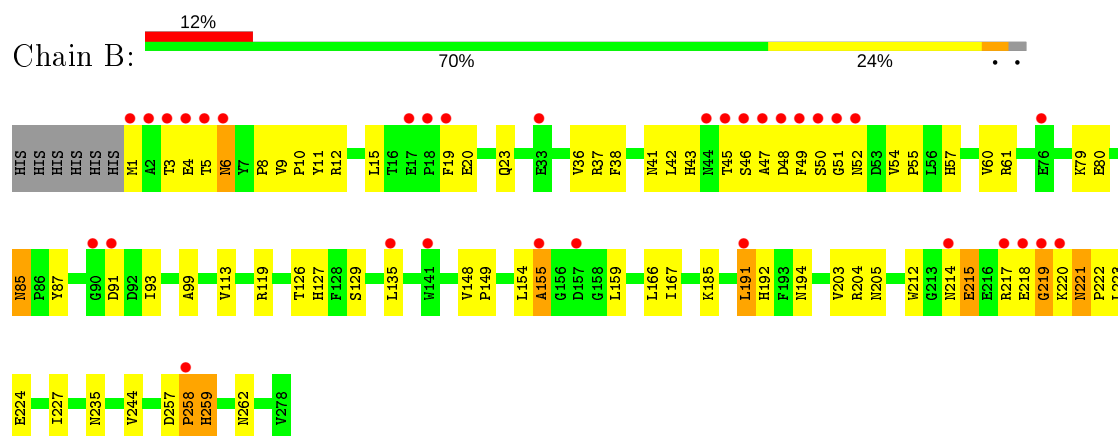 12%
Chain B:
70% 24% • •
HIS HIS HIS HIS HIS HIS M1 A2 T3 E4 T5 N6 Y7 P8 V9 P10 Y11 R12 L15 T16 E17 P18 F19 E20 Q23 E33 V36 R37 F38 N41 L42 H43 N44 T45 S46 A47 D48 F49 S50 G51 N52 D53 V54 P55 L56 H57 V60 R61 E76 K79 E80
N85 P86 Y87 G90 D91 D92 I93 A99 V113 R119 T126 H127 F128 S129 L135 W141 V148 P149 L154 A155 G156 D157 G158 L159 L166 I167 K185 L191 H192 F193 N194 V203 R204 N205 W212 G213 N214 E215 E216 R217 E218 G219 K220 N221 P222 L223
E224 I227 N235 V244 D257 P258 H259 N262 V278